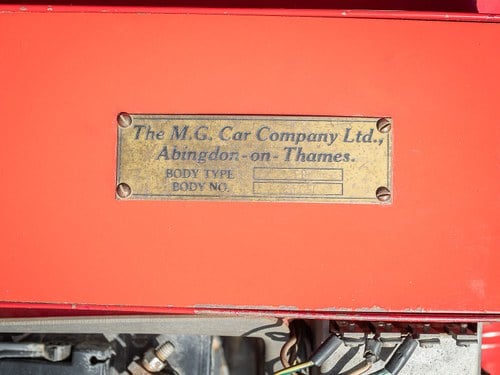 The M.G. Car Company Ltd.,
Abingdon-on-Thames.
BODY TYPE
BODY NO.